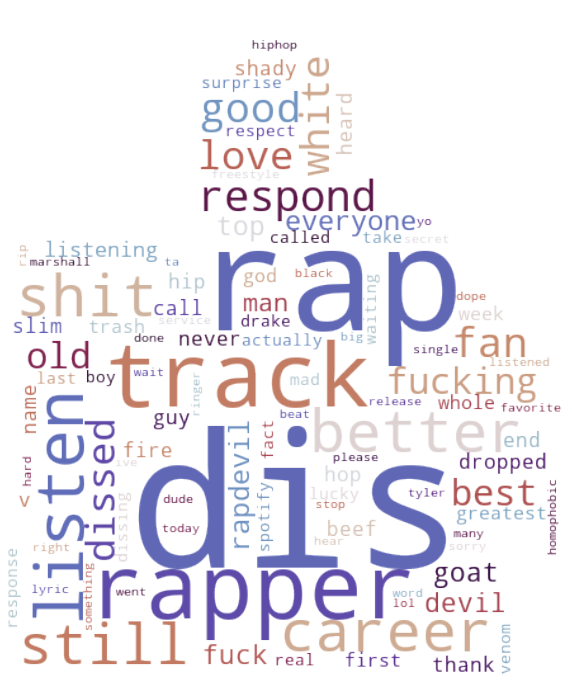 hiphop
shady
surprise
good
white
heard
respect
love
freestyle
respond
top
everyone
yo
called
take
secret
rip
listening
marshall
ta
rap
shit
hip
god
black
waiting
dope
slim
trash
call
service
man
drake
week
done
never
actually
big
single
fan
old
track
listened
last
boy
wait
ringer
mad
fucking
name
guy
beat
release
whole
favorite
listen
dissed
fire
rapdevil
fact
better
please
end
dropped
hard
v
dissing
ive
dis
hop
spotify
lucky
tyler
best
homophobic
dude
stop
greatest
today
beef
many
right
hear
sorry
response
lyric
something
went
rapper
word
goat
lol
devil
still
fuck
real
career
first
thank
venom